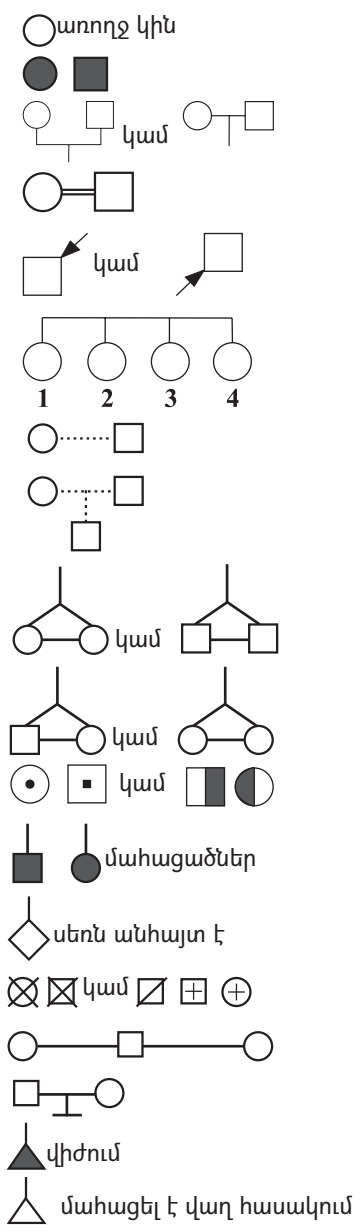 առողջ կին
կամ
կամ
1 2 3 4
կամ
կամ
կամ
մահացածներ
սեռն անհայտ է
կամ
վիժում
մահացել է վաղ հասակում